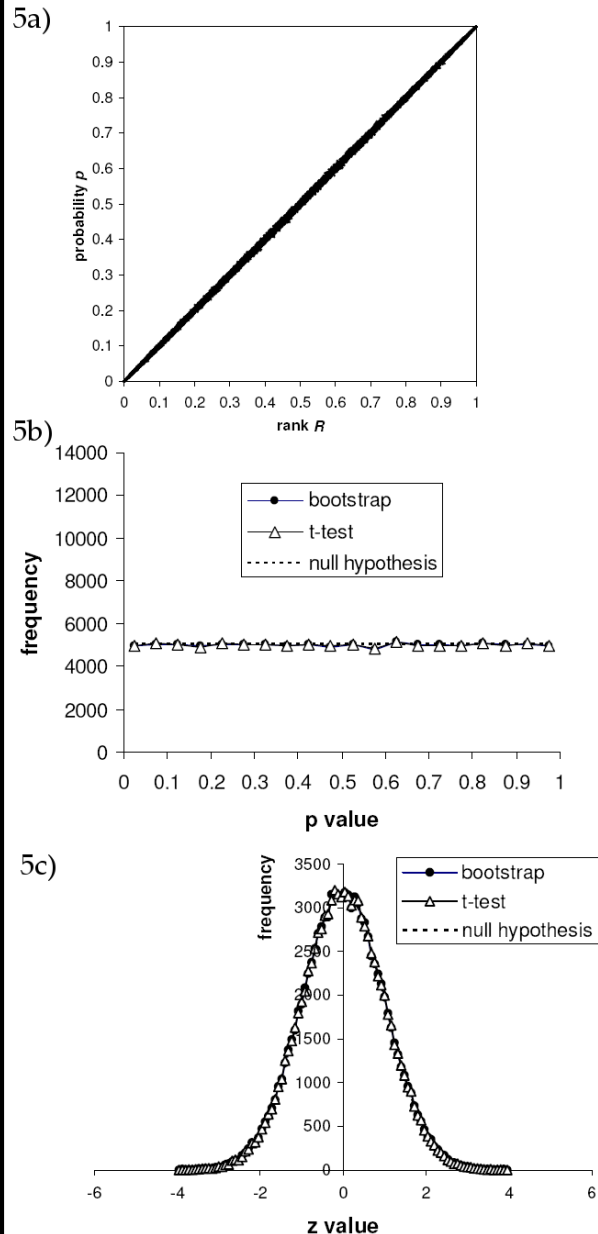 5a)
probability p
1
0.9
0.8
0.7
0.6
0.5
0.4
0.3
0.2
0.1
0
0 0.1 0.2 0.3 0.4 0.5 0.6 0.7 0.8 0.9 1
rank R
5b)
frequency
14000
12000
10000
8000
6000
4000
2000
0
bootstrap
t-test
null hypothesis
0 0.1 0.2 0.3 0.4 0.5 0.6 0.7 0.8 0.9 1
p value
5c)
frequency
3500
3000
2500
2000
1500
1000
500
0
bootstrap
t-test
null hypothesis
-6 -4 -2 0 2 4 6
z value